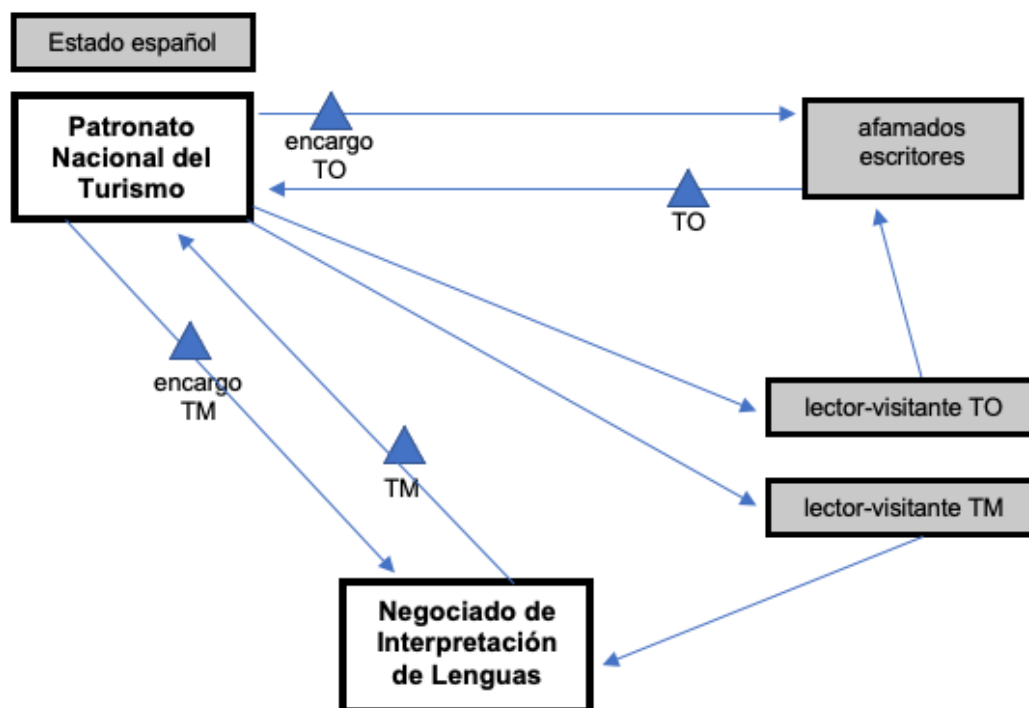 Estado español
Patronato
Nacional del
Turismo
encargo
TO
afamados
escritores
TO
encargo
TM
TM
lector-visitante TO
lector-visitante TM
Negociado de
Interpretación
de Lenguas